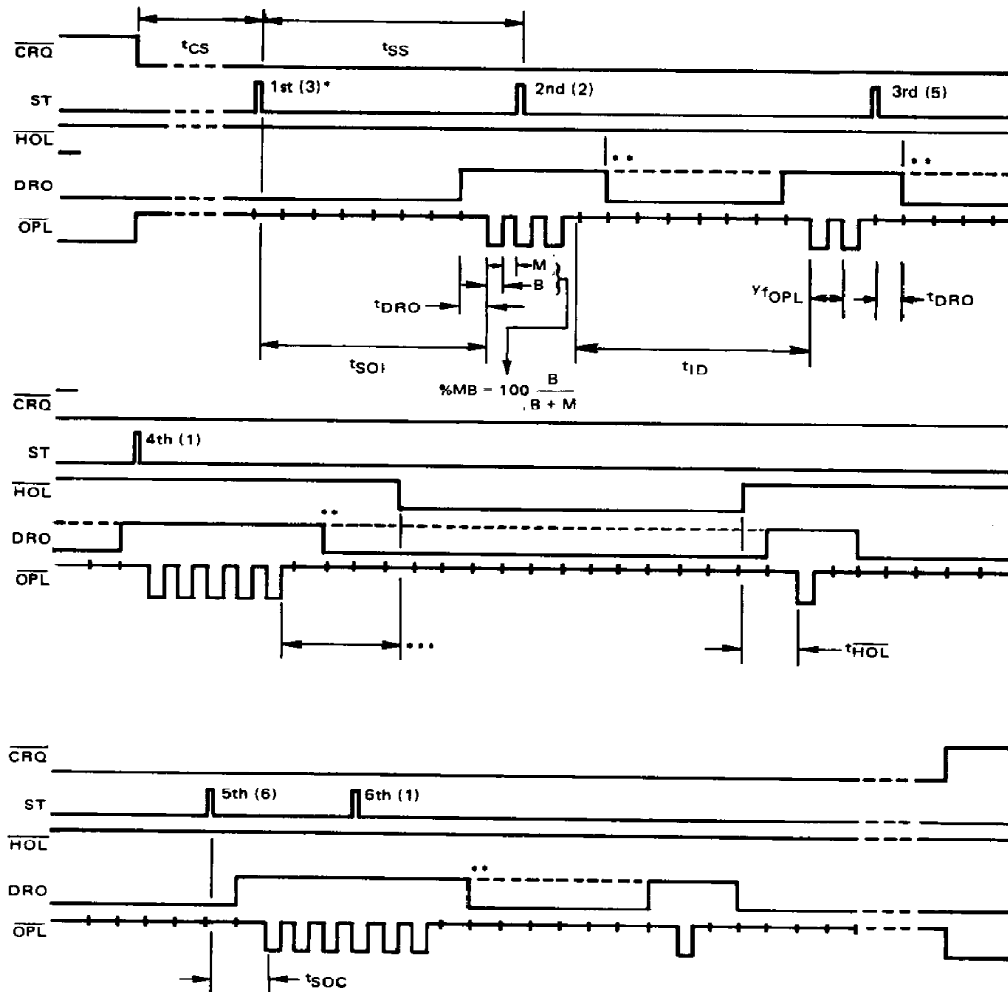 tCS
tSS
CRQ
ST
1st (3)*
2nd (2)
3rd (5)
HOL
**
**
DRO
OPL
M
B
tDRO
yfOPL
tDRO
tSOI
tID
%MB - 100 B
B + M
CRQ
ST
4th (1)
HOL
**
DRO
OPL
***
tHOL
CRQ
ST
5th (6)
6th (1)
HOL
**
DRO
OPL
tSOC